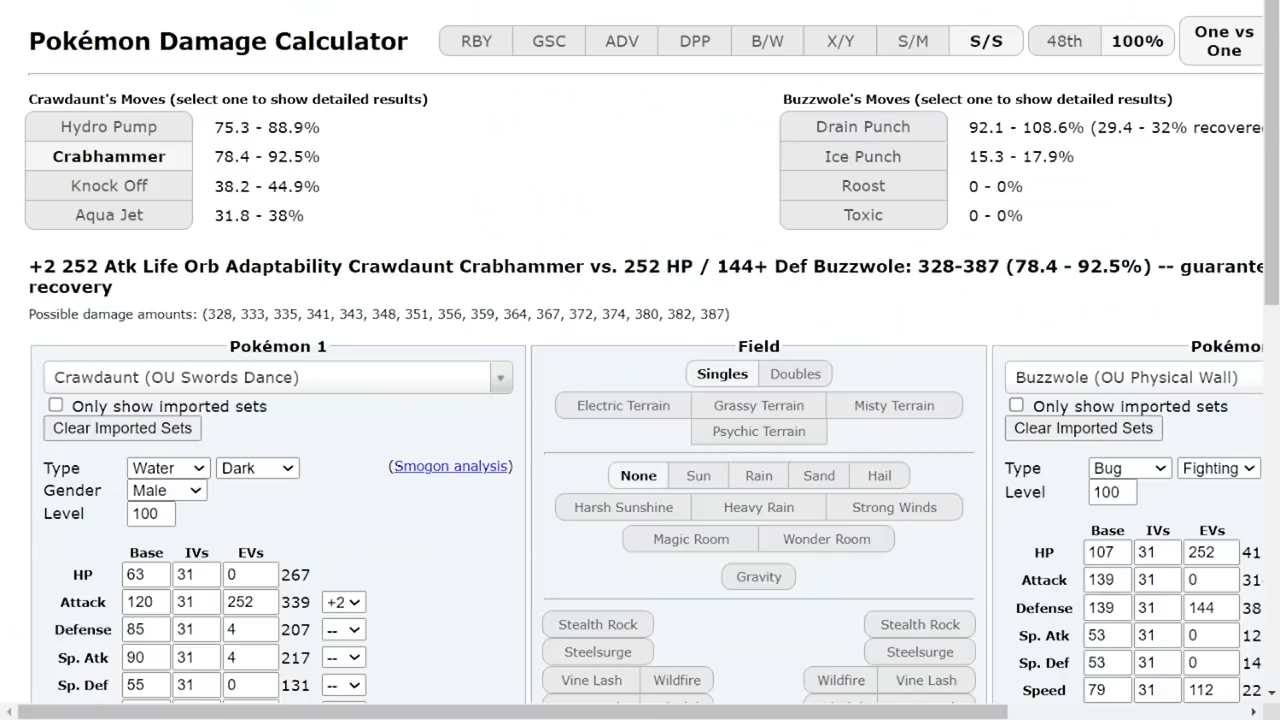 Pokémon Damage Calculator RBY GSC ADV DPP B/W X/Y S/M S/S 48th 100% One vs One
Crawdaunt's Moves (select one to show detailed results) Buzzwole's Moves (select one to show detailed results)
Hydro Pump 75.3 - 88.9% Drain Punch 92.1 - 108.6% (29.4 - 32% recovere
Crabhammer 78.4 - 92.5% Ice Punch 15.3 - 17.9%
Knock Off 38.2 - 44.9% Roost 0 - 0%
Aqua Jet 31.8 - 38% Toxic 0 - 0%
+2 252 Atk Life Orb Adaptability Crawdaunt Crabhammer vs. 252 HP / 144+ Def Buzzwole: 328-387 (78.4 - 92.5%) -- guarante
recovery
Possible damage amounts: (328, 333, 335, 341, 343, 348, 351, 356, 359, 364, 367, 372, 374, 380, 382, 387)
Pokémon 1 Field Pokémo
Crawdaunt (OU Swords Dance) Singles Doubles Buzzwole (OU Physical Wall)
Only show imported sets Electric Terrain Grassy Terrain Misty Terrain Only show imported sets
Clear Imported Sets Psychic Terrain Clear Imported Sets
Type Water Dark (Smogon analysis) None Sun Rain Sand Hail Type Bug Fighting
Gender Male Level 100
Level 100 Harsh Sunshine Heavy Rain Strong Winds
Magic Room Wonder Room
Base IVs EVs Base IVs EVs
HP 63 31 0 267 Gravity HP 107 31 252 41
Attack 120 31 252 339 +2 Attack 139 31 0 31
Defense 85 31 4 207 -- Stealth Rock Stealth Rock Defense 139 31 144 38
Sp. Atk 90 31 4 217 -- Steelsurge Steelsurge Sp. Atk 53 31 0 12
Sp. Def 55 31 0 131 -- Vine Lash Wildfire Wildfire Vine Lash Sp. Def 53 31 0 14
Speed 79 31 112 22